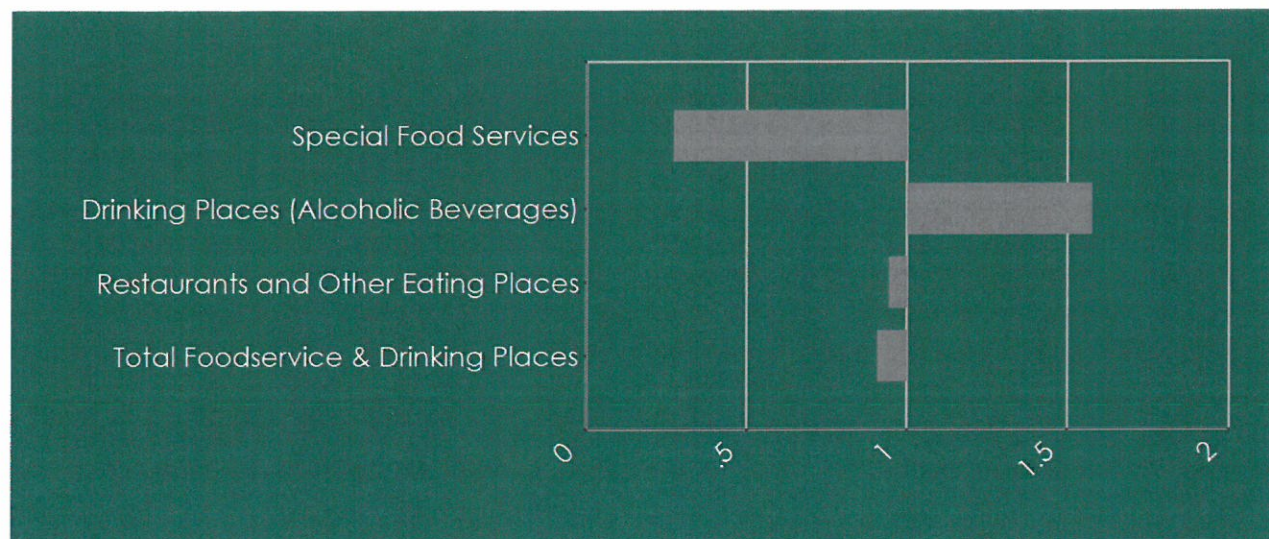 Special Food Services
Drinking Places (Alcoholic Beverages)
Restaurants and Other Eating Places
Total Foodservice & Drinking Places
0
.5
1
1.5
2